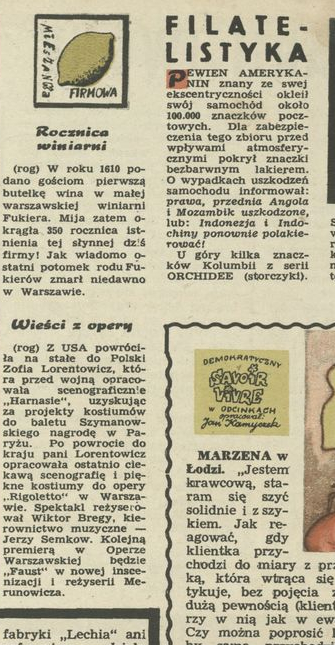 MIESZANKA
FIRMOWA
Rocznica
winiarni
(rog) W roku 1610 po-
dano gościom pierwszą
butelkę wina w małej
warszawskiej winiarni
Fukiera. Mija zatem o-
krągła 350 rocznica ist-
nienia tej słynnej dziś
firmy! Jak wiadomo o-
statni potomek rodu Fu-
kierów zmarł niedawno
w Warszawie.
Wieści z opery
(rog) Z USA powróci-
ła na stałe do Polski
Zofia Lorentowicz, któ-
ra przed wojną opraco-
wała scenograficznie
„Harnasie", uzyskując
za projekty kostiumów
do baletu Szymanow-
skiego nagrodę w Pa-
ryżu. Po powrocie do
kraju pani Lorentowicz
opracowała ostatnio cie-
kawą scenografię i pię-
kne kostiumy do opery
„Rigoletto" w Warsza-
wie. Spektakl reżysero-
wał Wiktor Bregy, kie-
rownictwo muzyczne —
Jerzy Semkow. Kolejną
premierą w Operze
Warszawskiej będzie
„Faust" w nowej insce-
nizacji i reżyserii Me-
runowicza.
fabryki „Lechia" ani
FILATE-
LISTYKA
PEWIEN AMERYKA-
NIN znany ze swej
ekscentryczności okleił
swój samochód około
100.000 znaczków pocz-
towych. Dla zabezpie-
czenia tego zbioru przed
wpływami atmosfery-
cznymi pokrył znaczki
bezbarwnym lakierem.
O wypadkach uszkodzeń
samochodu informował:
prawa, przednia Angola
i Mozambik uszkodzone,
lub: Indonezja i Indo-
chiny ponownie polakie-
rować!
U góry kilka znacz-
ków Kolumbii z serii
ORCHIDEE (storczyki).
DEMOKRATYCZNY
SAVOIR
VIVRE
W ODCINKACH
opracował:
Jan Kamyczek
MARZENA w
Łodzi. „Jestem
krawcową, sta-
ram się szyć
solidnie i z szy-
kiem. Jak re-
agować, gdy
klientka przy-
chodzi do miary z prz
ką, która wtrąca się
tykuje, bez pojęcia z
dużą pewnością (klien
rzy w nią jak w ew
Czy można poprosić